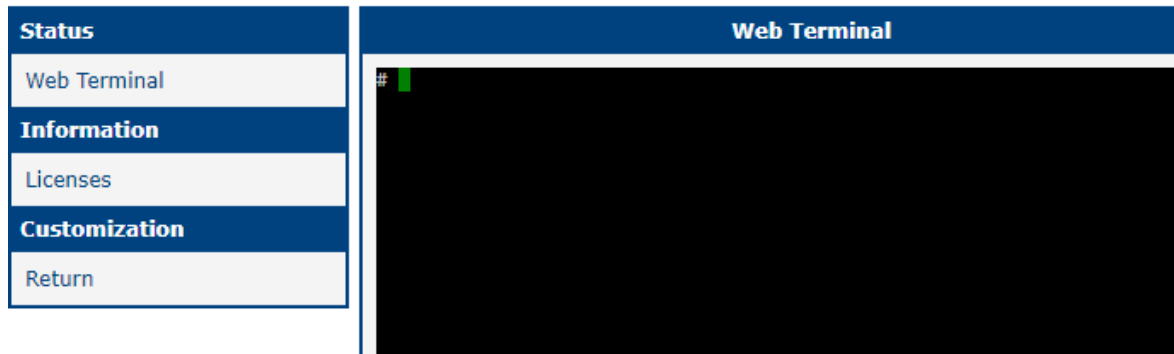 Status
Web Terminal
Information
Licenses
Customization
Return
Web Terminal
#